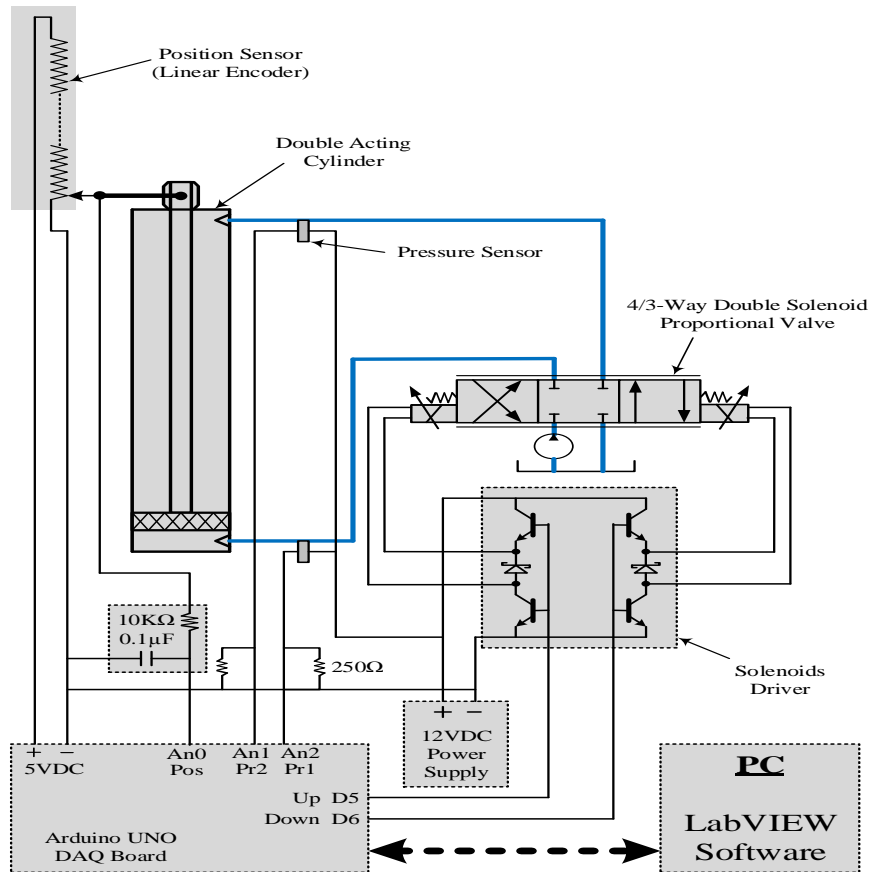 Position Sensor
(Linear Encoder)
Double Acting
Cylinder
Pressure Sensor
4/3-Way Double Solenoid
Proportional Valve
10KΩ
0.1µF
250Ω
Solenoids
Driver
+ −
12VDC
Power
Supply
+ −
5VDC
An0
Pos
An1
Pr2
An2
Pr1
Up D5
Down D6
Arduino UNO
DAQ Board
PC
LabVIEW
Software